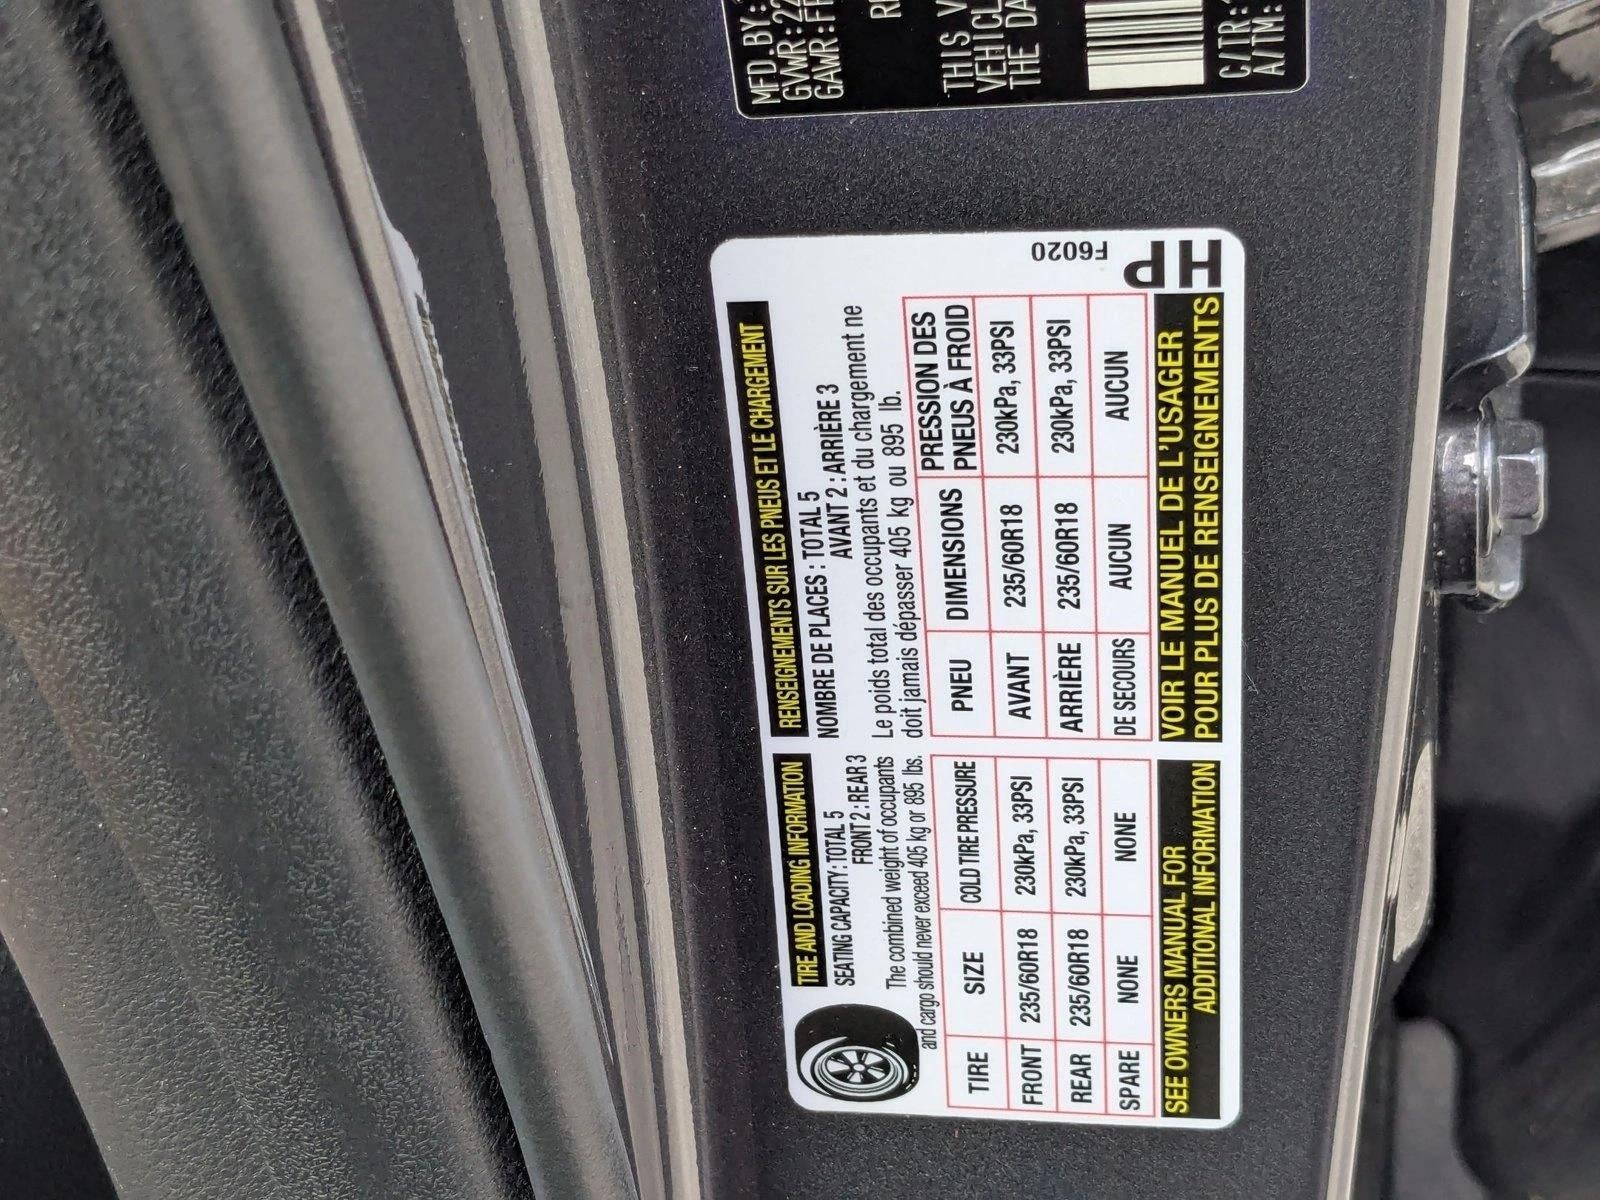 MFD.BY:
GVWR:22
GAWR:FR
THIS V
VEHICL
THE DA
C/TR:
A/TM:
TIRE AND LOADING INFORMATION
SEATING CAPACITY : TOTAL 5
FRONT 2 : REAR 3
The combined weight of occupants
and cargo should never exceed 405 kg or 895 lbs.
TIRE SIZE COLD TIRE PRESSURE
FRONT 235/60R18 230kPa, 33PSI
REAR 235/60R18 230kPa, 33PSI
SPARE NONE NONE
SEE OWNERS MANUAL FOR
ADDITIONAL INFORMATION
RENSEIGNEMENTS SUR LES PNEUS ET LE CHARGEMENT
NOMBRE DE PLACES : TOTAL 5
AVANT 2 : ARRIÈRE 3
Le poids total des occupants et du chargement ne
doit jamais dépasser 405 kg ou 895 lb.
PNEU DIMENSIONS PRESSION DES
PNEUS À FROID
AVANT 235/60R18 230kPa, 33PSI
ARRIÈRE 235/60R18 230kPa, 33PSI
DE SECOURS AUCUN AUCUN
VOIR LE MANUEL DE L'USAGER
POUR PLUS DE RENSEIGNEMENTS
F6020
HP